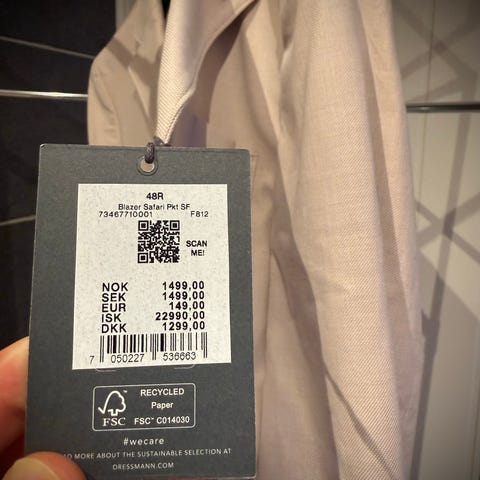 48R
Blazer Safari Pkt SF
73467710001 F812
SCAN
ME!
NOK 1499,00
SEK 1499,00
EUR 149,00
ISK 22990,00
DKK 1299,00
7 050227 536663
RECYCLED
Paper
FSC
FSC™ C014030
#wecare
MORE ABOUT THE SUSTAINABLE SELECTION AT
DRESSMANN.COM